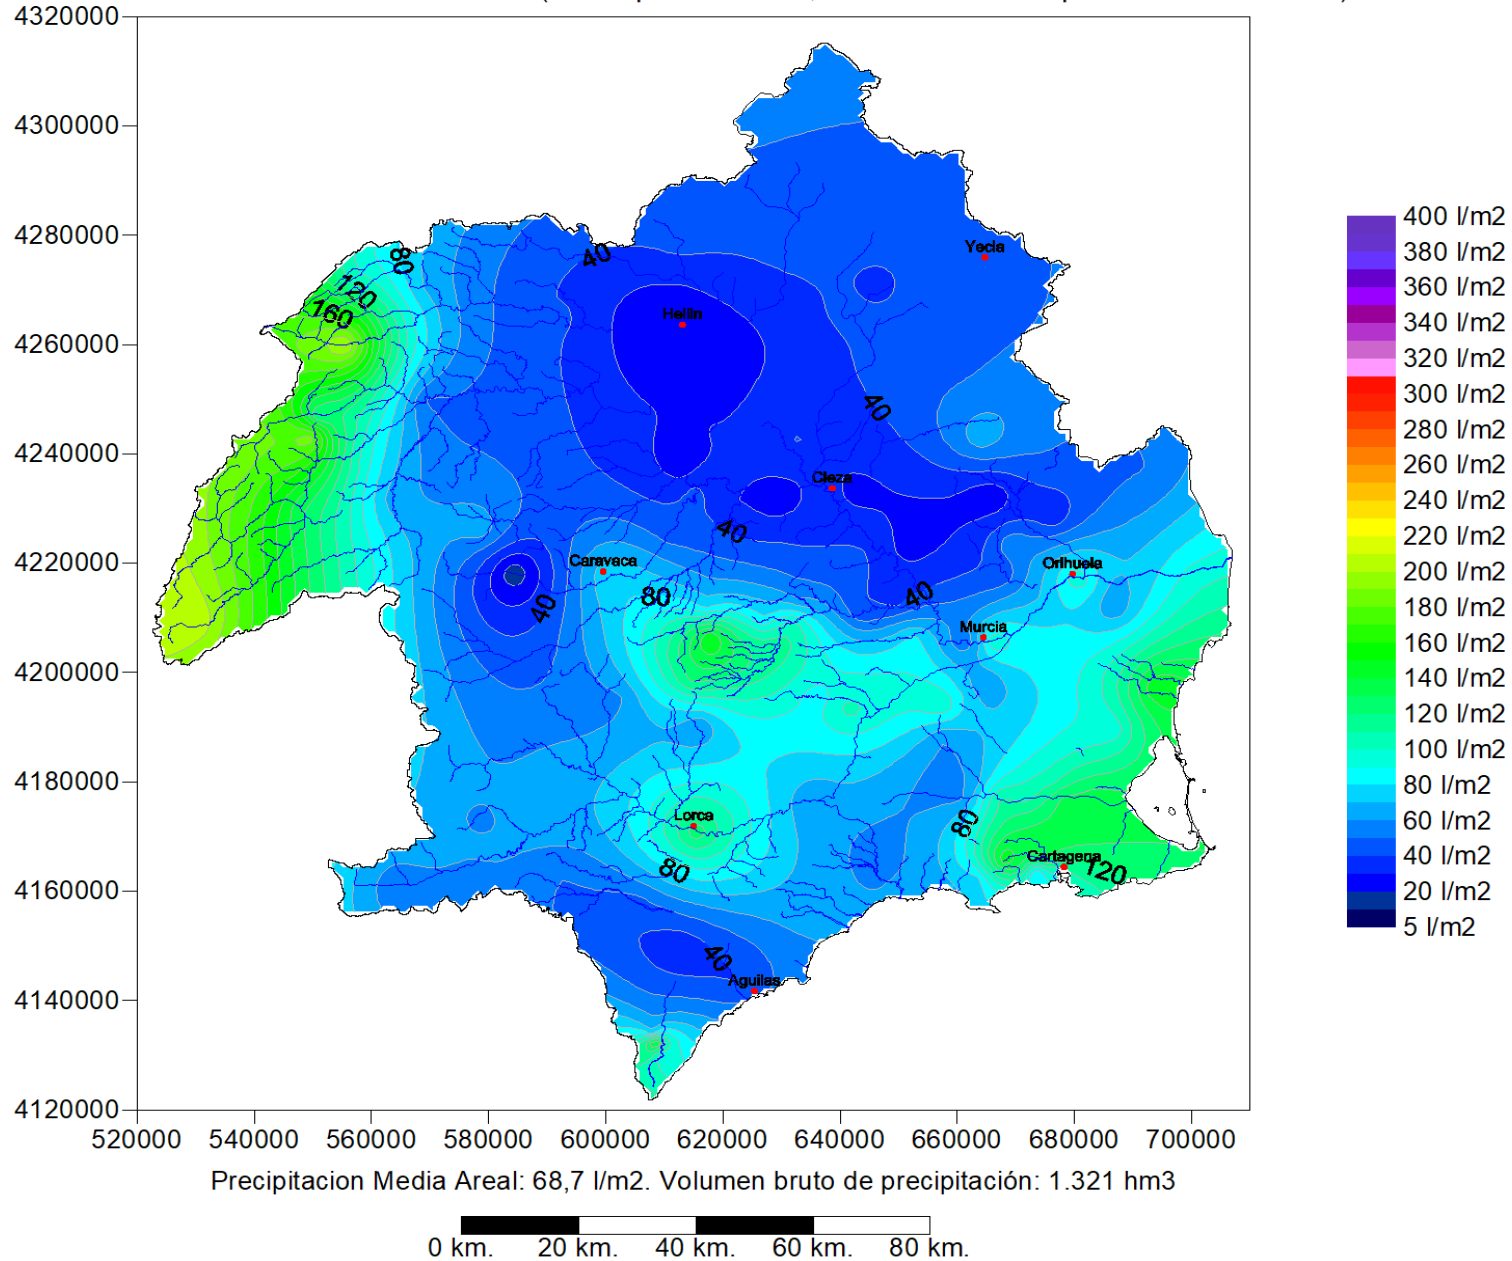 4320000
4300000
4280000
4260000
4240000
4220000
4200000
4180000
4160000
4140000
4120000
520000 540000 560000 580000 600000 620000 640000 660000 680000 700000
80
120
160
40
Yecla
Hellin
40
Cieza
40
Caravaca
Orihuela
80
40
40
Murcia
Lorca
80
80
Cartagena
120
40
Aguilas
400 l/m2
380 l/m2
360 l/m2
340 l/m2
320 l/m2
300 l/m2
280 l/m2
260 l/m2
240 l/m2
220 l/m2
200 l/m2
180 l/m2
160 l/m2
140 l/m2
120 l/m2
100 l/m2
80 l/m2
60 l/m2
40 l/m2
20 l/m2
5 l/m2
Precipitacion Media Areal: 68,7 l/m2. Volumen bruto de precipitación: 1.321 hm3
0 km. 20 km. 40 km. 60 km. 80 km.